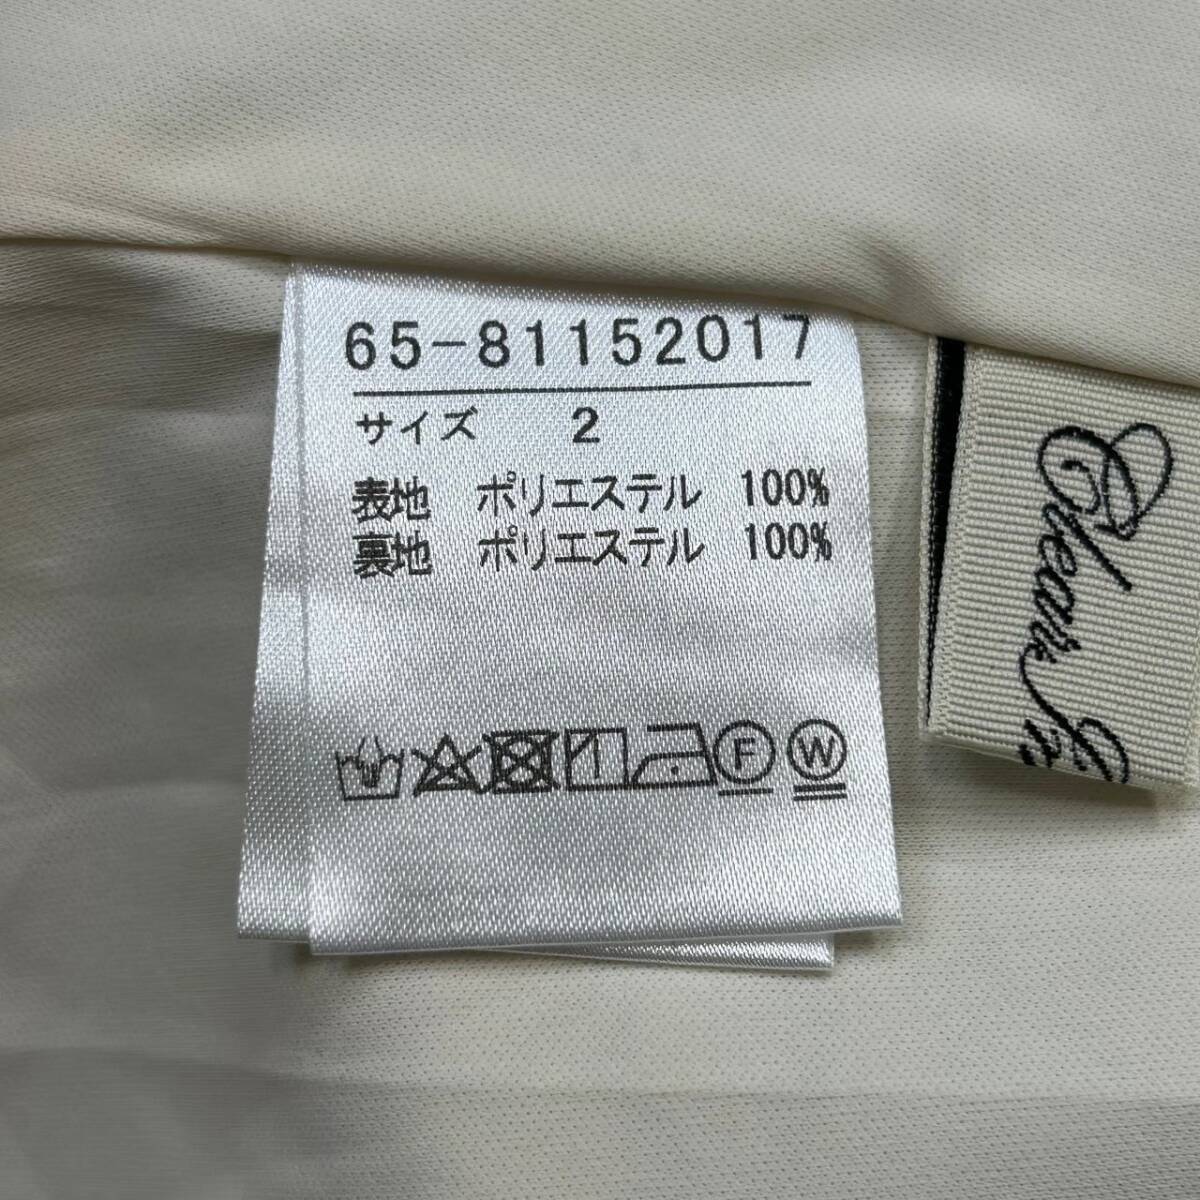 65-81152017
サイズ 2
表地 ポリエステル 100%
裏地 ポリエステル 100%
F W
Clear